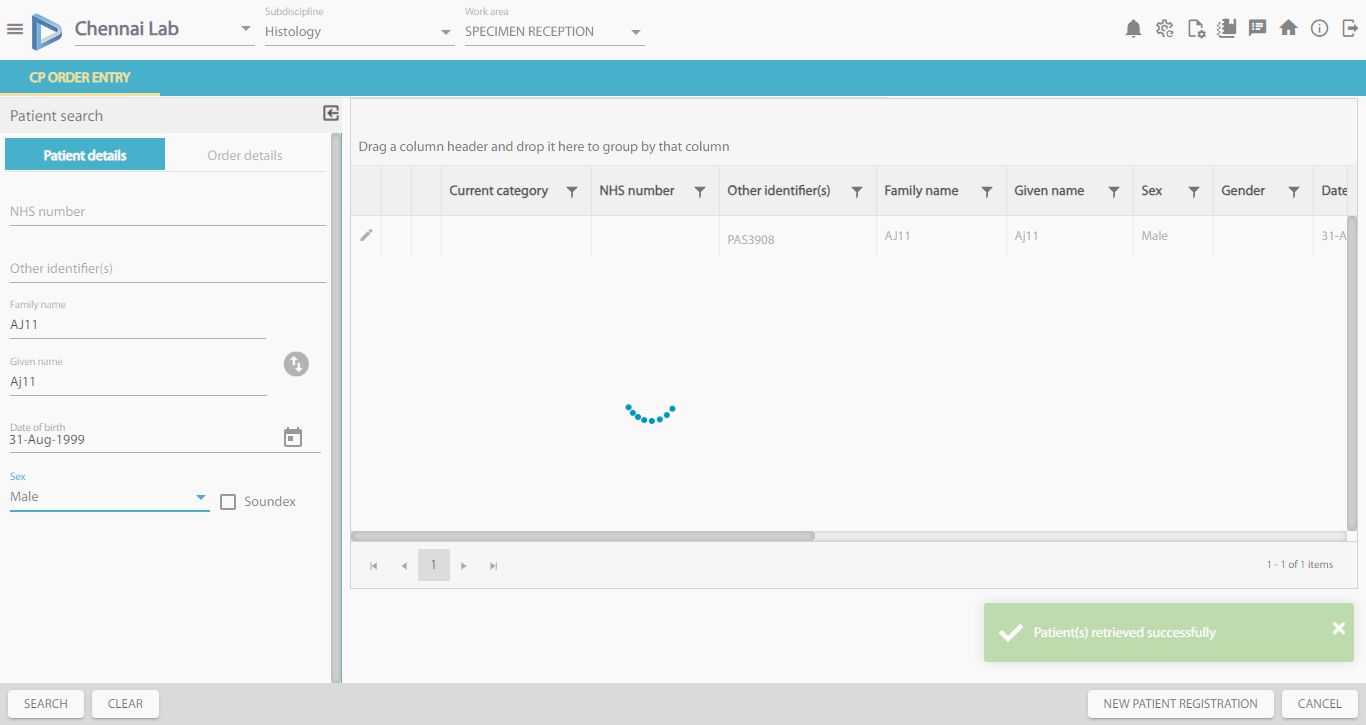 Chennai Lab
Subdiscipline
Histology
Work area
SPECIMEN RECEPTION
CP ORDER ENTRY
Patient search
Patient details
Order details
NHS number
Other identifier(s)
Family name
AJ11
Given name
Aj11
Date of birth
31-Aug-1999
Sex
Male
Soundex
Drag a column header and drop it here to group by that column
Current category NHS number Other identifier(s) Family name Given name Sex Gender Date
PAS3908 AJ11 Aj11 Male 31-A
1
1 - 1 of 1 items
Patient(s) retrieved successfully
SEARCH CLEAR NEW PATIENT REGISTRATION CANCEL